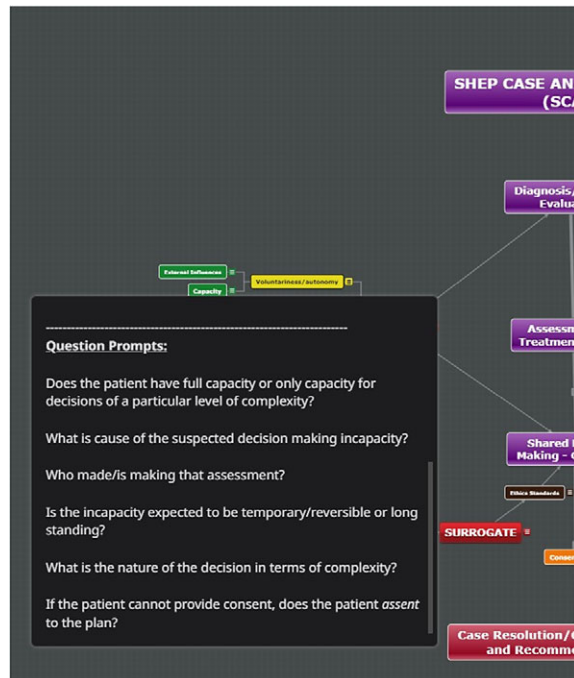 SHEP CASE AN
(SCA
Diagnosis/
Evalua
External Influences
Voluntariness/autonomy
Capacity
Question Prompts:
Does the patient have full capacity or only capacity for
decisions of a particular level of complexity?
What is cause of the suspected decision making incapacity?
Who made/is making that assessment?
Is the incapacity expected to be temporary/reversible or long
standing?
What is the nature of the decision in terms of complexity?
If the patient cannot provide consent, does the patient assent
to the plan?
Assessm
Treatmen
Shared
Making - C
Ethics Standards
SURROGATE
Consen
Case Resolution/C
and Recomme